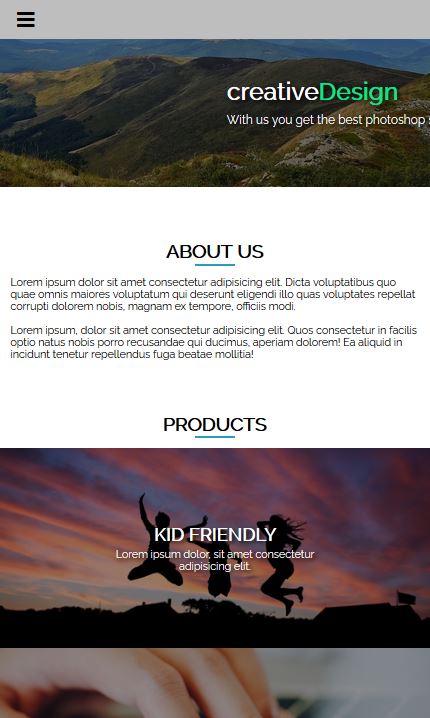 creativeDesign
With us you get the best photoshop
ABOUT US
Lorem ipsum dolor sit amet consectetur adipisicing elit. Dicta voluptatibus quo
quae omnis maiores voluptatum qui deserunt eligendi illo quas voluptates repellat
corrupti dolorem nobis, magnam ex tempore, officiis modi.
Lorem ipsum, dolor sit amet consectetur adipisicing elit. Quos consectetur in facilis
optio natus nobis porro recusandae qui ducimus, aperiam dolorem! Ea aliquid in
incidunt tenetur repellendus fuga beatae mollitia!
PRODUCTS
KID FRIENDLY
Lorem ipsum dolor, sit amet consectetur
adipisicing elit.